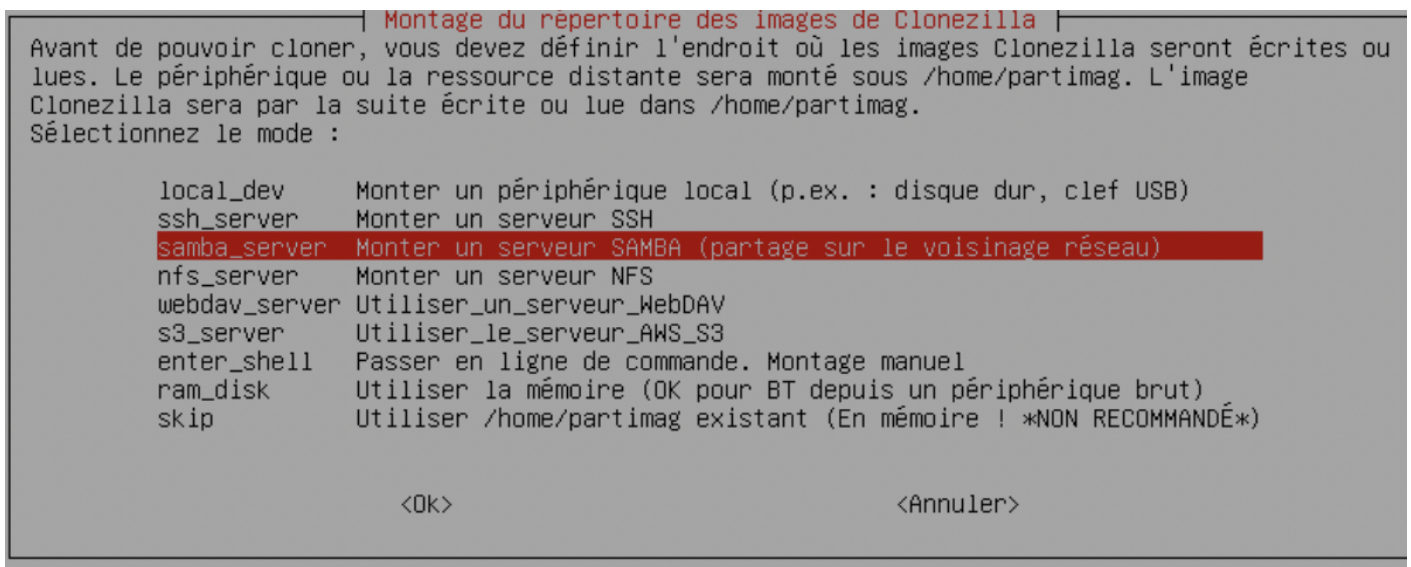 Montage du répertoire des images de Clonezilla
Avant de pouvoir cloner, vous devez définir l'endroit où les images Clonezilla seront écrites ou
lues. Le périphérique ou la ressource distante sera monté sous /home/partimag. L'image
Clonezilla sera par la suite écrite ou lue dans /home/partimag.
Sélectionnez le mode :
local_dev Monter un périphérique local (p.ex. : disque dur, clef USB)
ssh_server Monter un serveur SSH
samba_server Monter un serveur SAMBA (partage sur le voisinage réseau)
nfs_server Monter un serveur NFS
webdav_server Utiliser_un_serveur_WebDAV
s3_server Utiliser_le_serveur_AWS_S3
enter_shell Passer en ligne de commande. Montage manuel
ram_disk Utiliser la mémoire (OK pour BT depuis un périphérique brut)
skip Utiliser /home/partimag existant (En mémoire ! *NON RECOMMANDÉ*)
<Ok> <Annuler>